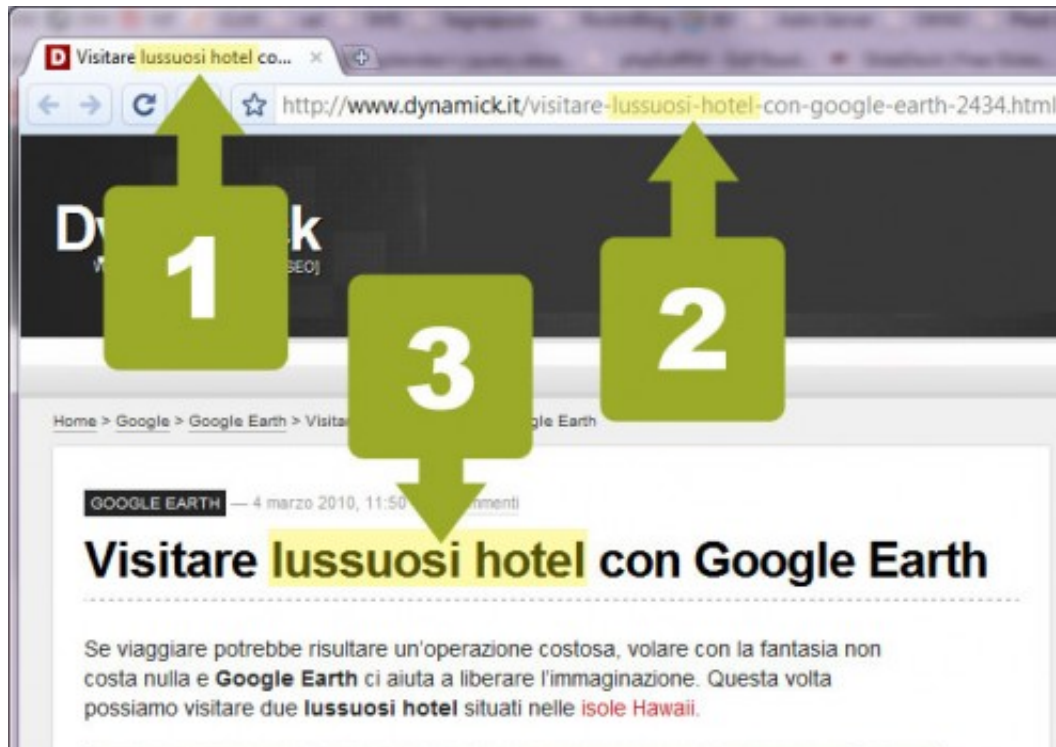 D Visitare lussuosi hotel co...
http://www.dynamick.it/visitare-lussuosi-hotel-con-google-earth-2434.html
1
2
3
SEO]
Home > Google > Google Earth > gle Earth
GOOGLE EARTH — 4 marzo 2010, 11:50
Visitare lussuosi hotel con Google Earth
Se viaggiare potrebbe risultare un'operazione costosa, volare con la fantasia non
costa nulla e Google Earth ci aiuta a liberare l'immaginazione. Questa volta
possiamo visitare due lussuosi hotel situati nelle isole Hawaii.